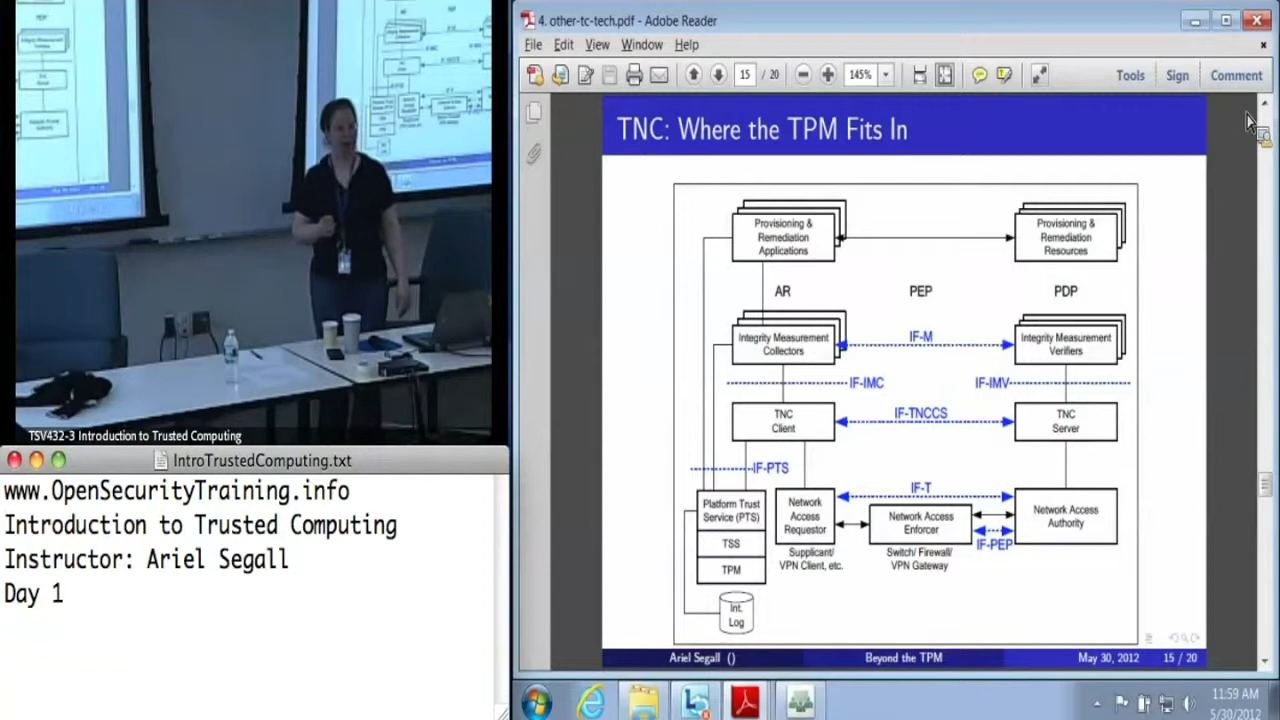 TSV432-3 Introduction to Trusted Computing
IntroTrustedComputing.txt
www.OpenSecurityTraining.info
Introduction to Trusted Computing
Instructor: Ariel Segall
Day 1
4. other-tc-tech.pdf - Adobe Reader
File Edit View Window Help
15 / 20 145% Tools Sign Comment
TNC: Where the TPM Fits In
Provisioning &
Remediation
Applications
Provisioning &
Remediation
Resources
AR PEP PDP
Integrity Measurement
Collectors
IF-M
Integrity Measurement
Verifiers
IF-IMC IF-IMV
TNC
Client
IF-TNCCS
TNC
Server
IF-PTS
Platform Trust
Service (PTS)
TSS
TPM
Int.
Log
Network
Access
Requestor
Supplicant/
VPN Client, etc.
IF-T
Network Access
Enforcer
Switch/ Firewall/
VPN Gateway
IF-PEP
Network Access
Authority
Ariel Segall () Beyond the TPM May 30, 2012 15 / 20
11:59 AM
5/30/2012